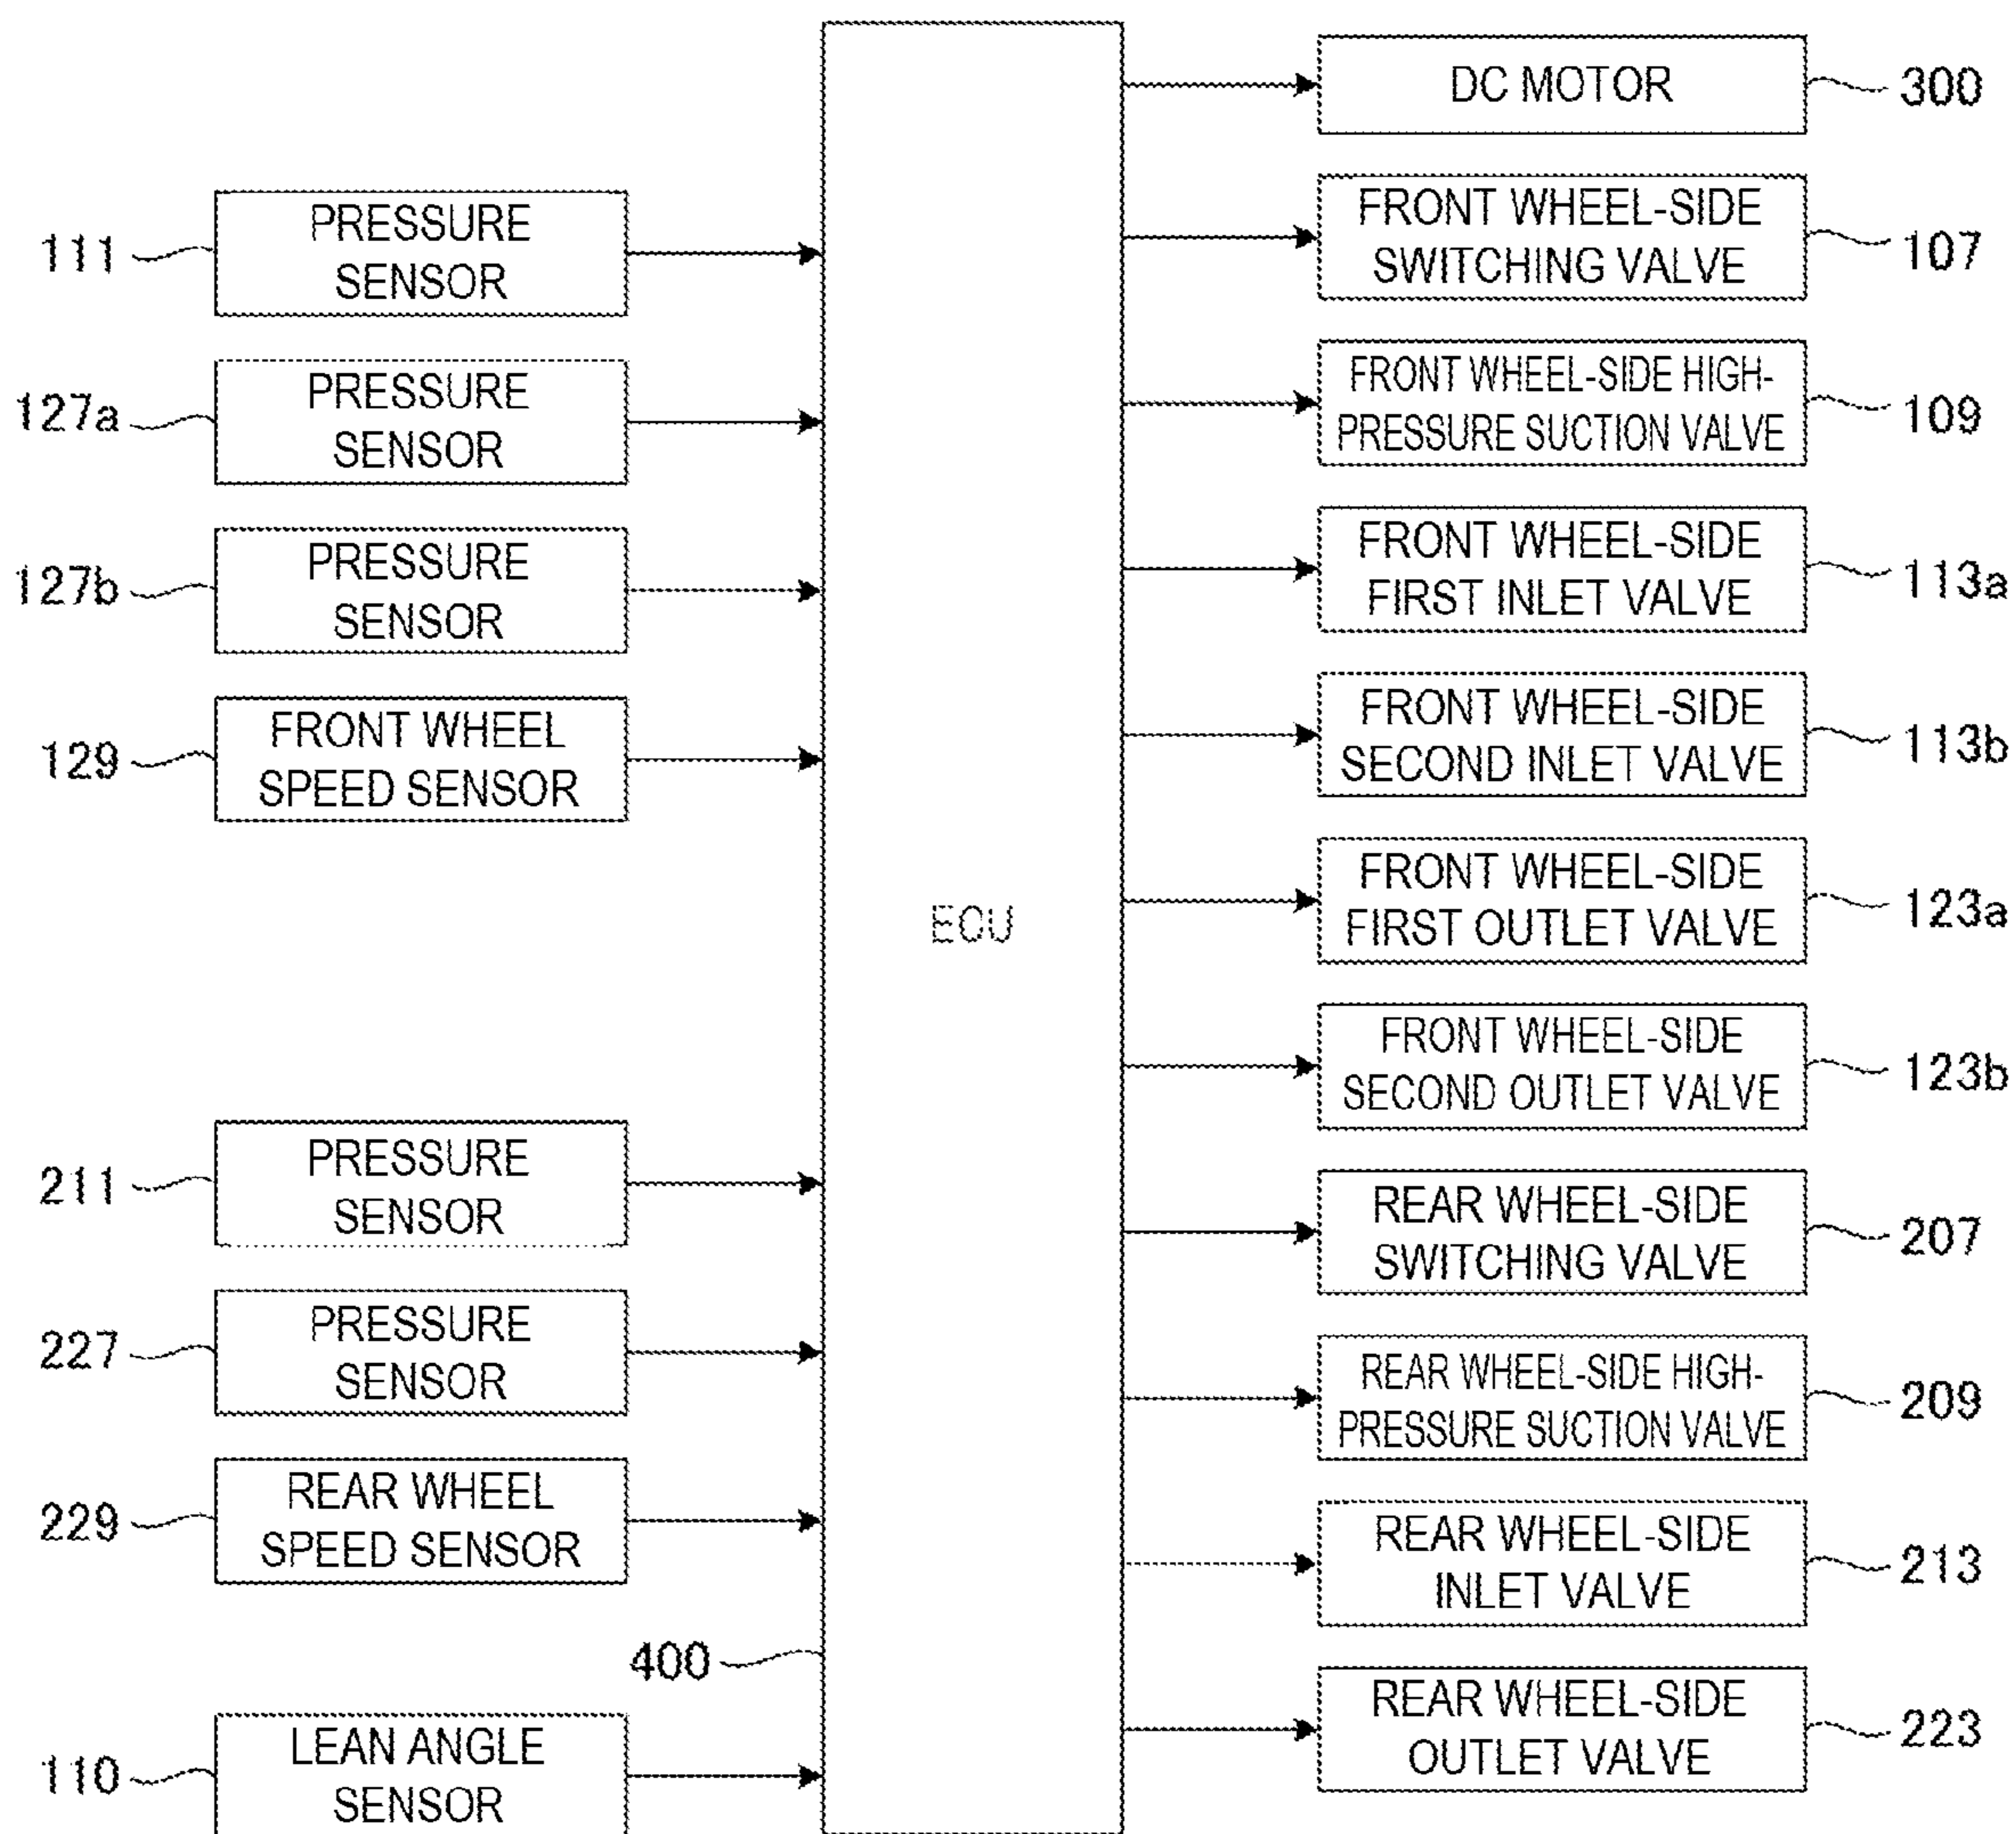 111
PRESSURE
SENSOR
127a
PRESSURE
SENSOR
127b
PRESSURE
SENSOR
129
FRONT WHEEL
SPEED SENSOR
211
PRESSURE
SENSOR
227
PRESSURE
SENSOR
229
REAR WHEEL
SPEED SENSOR
110
LEAN ANGLE
SENSOR
ECU
400
DC MOTOR
300
FRONT WHEEL-SIDE
SWITCHING VALVE
107
FRONT WHEEL-SIDE HIGH-
PRESSURE SUCTION VALVE
109
FRONT WHEEL-SIDE
FIRST INLET VALVE
113a
FRONT WHEEL-SIDE
SECOND INLET VALVE
113b
FRONT WHEEL-SIDE
FIRST OUTLET VALVE
123a
FRONT WHEEL-SIDE
SECOND OUTLET VALVE
123b
REAR WHEEL-SIDE
SWITCHING VALVE
207
REAR WHEEL-SIDE HIGH-
PRESSURE SUCTION VALVE
209
REAR WHEEL-SIDE
INLET VALVE
213
REAR WHEEL-SIDE
OUTLET VALVE
223